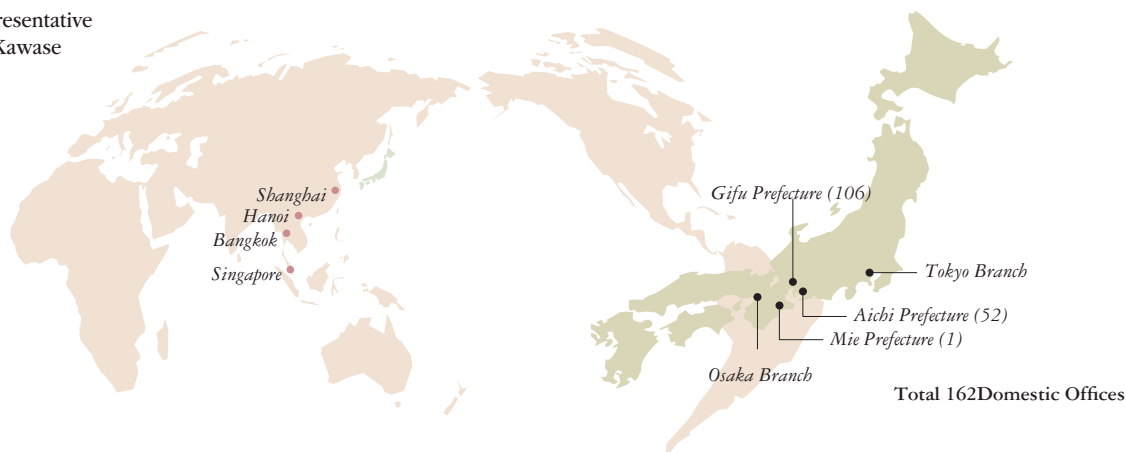 resentative
Kawase
Shanghai
Hanoi
Bangkok
Singapore
Gifu Prefecture (106)
Tokyo Branch
Aichi Prefecture (52)
Mie Prefecture (1)
Osaka Branch
Total 162Domestic Offices